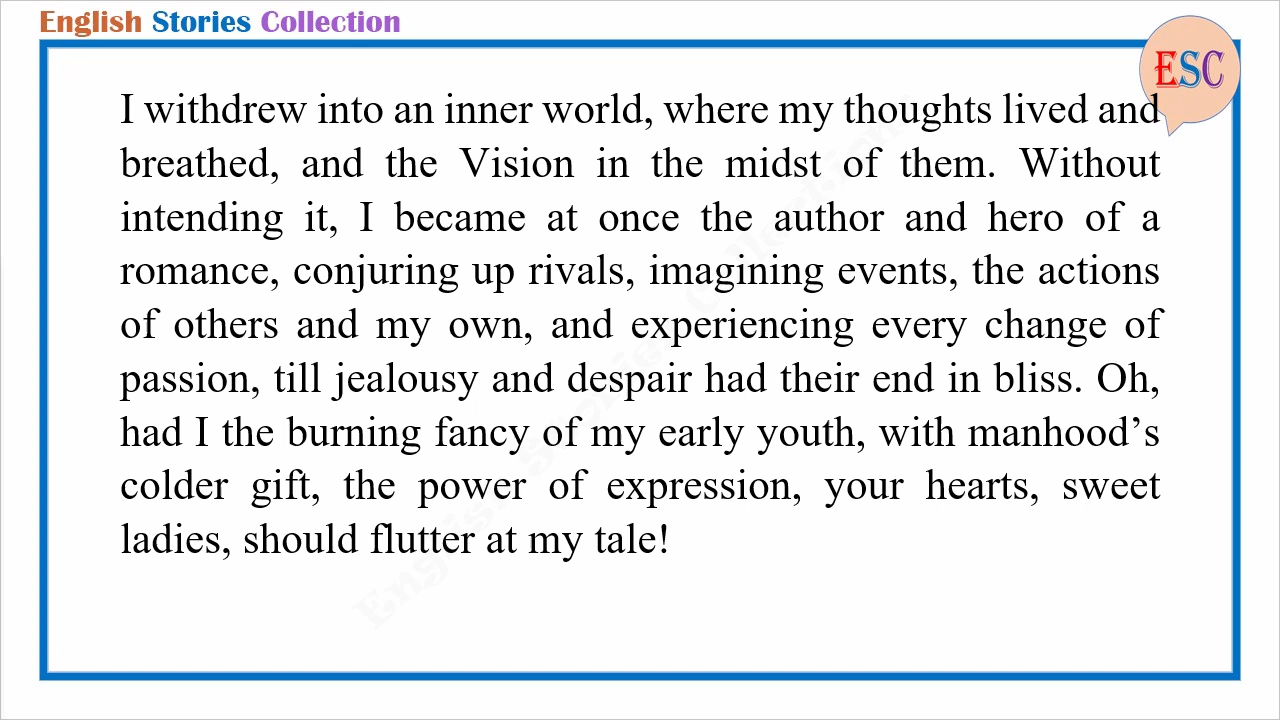 English Stories Collection
ESC
I withdrew into an inner world, where my thoughts lived and
breathed, and the Vision in the midst of them. Without
intending it, I became at once the author and hero of a
romance, conjuring up rivals, imagining events, the actions
of others and my own, and experiencing every change of
passion, till jealousy and despair had their end in bliss. Oh,
had I the burning fancy of my early youth, with manhood’s
colder gift, the power of expression, your hearts, sweet
ladies, should flutter at my tale!
English Stories Collection